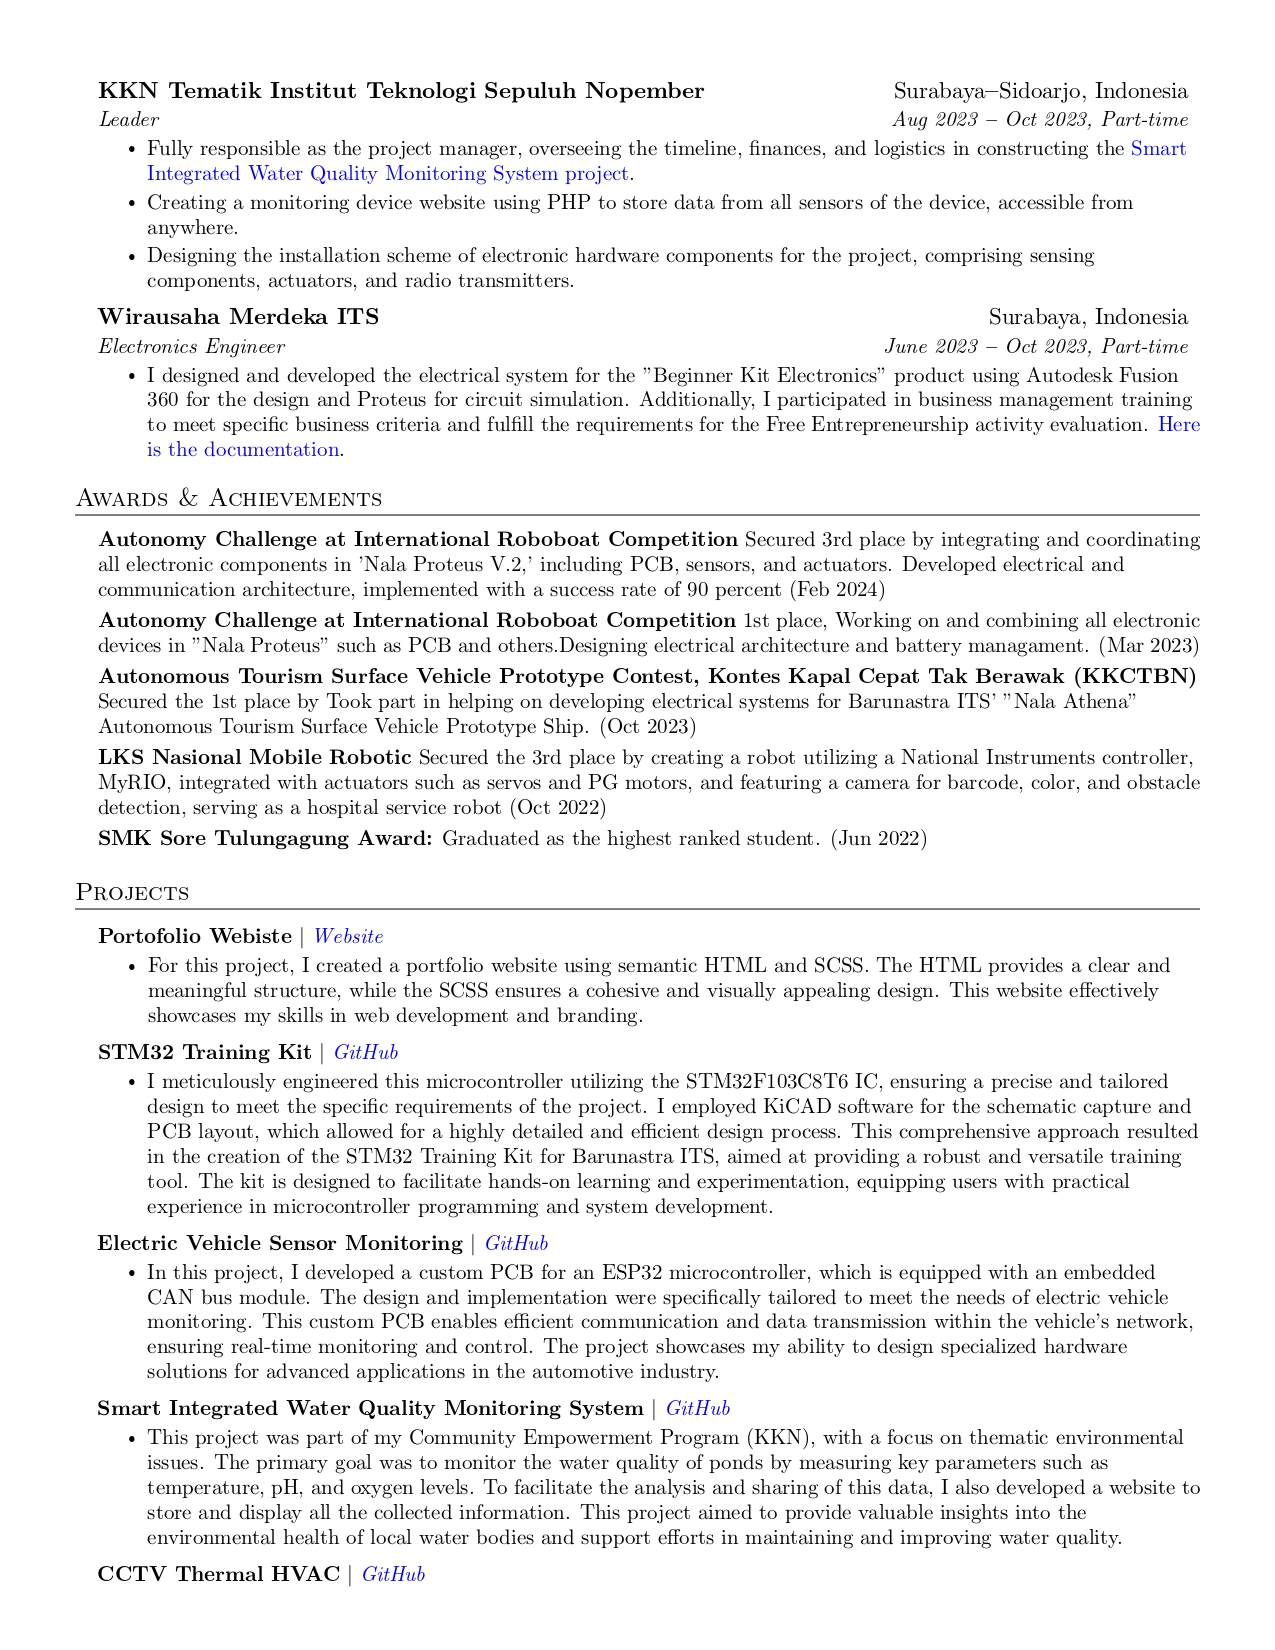 KKN Tematik Institut Teknologi Sepuluh Nopember Surabaya–Sidoarjo, Indonesia
Leader Aug 2023 – Oct 2023, Part-time
• Fully responsible as the project manager, overseeing the timeline, finances, and logistics in constructing the Smart
Integrated Water Quality Monitoring System project.
• Creating a monitoring device website using PHP to store data from all sensors of the device, accessible from
anywhere.
• Designing the installation scheme of electronic hardware components for the project, comprising sensing
components, actuators, and radio transmitters.
Wirausaha Merdeka ITS Surabaya, Indonesia
Electronics Engineer June 2023 – Oct 2023, Part-time
• I designed and developed the electrical system for the ”Beginner Kit Electronics” product using Autodesk Fusion
360 for the design and Proteus for circuit simulation. Additionally, I participated in business management training
to meet specific business criteria and fulfill the requirements for the Free Entrepreneurship activity evaluation. Here
is the documentation.
Awards & Achievements
Autonomy Challenge at International Roboboat Competition Secured 3rd place by integrating and coordinating
all electronic components in ’Nala Proteus V.2,’ including PCB, sensors, and actuators. Developed electrical and
communication architecture, implemented with a success rate of 90 percent (Feb 2024)
Autonomy Challenge at International Roboboat Competition 1st place, Working on and combining all electronic
devices in ”Nala Proteus” such as PCB and others.Designing electrical architecture and battery managament. (Mar 2023)
Autonomous Tourism Surface Vehicle Prototype Contest, Kontes Kapal Cepat Tak Berawak (KKCTBN)
Secured the 1st place by Took part in helping on developing electrical systems for Barunastra ITS’ ”Nala Athena”
Autonomous Tourism Surface Vehicle Prototype Ship. (Oct 2023)
LKS Nasional Mobile Robotic Secured the 3rd place by creating a robot utilizing a National Instruments controller,
MyRIO, integrated with actuators such as servos and PG motors, and featuring a camera for barcode, color, and obstacle
detection, serving as a hospital service robot (Oct 2022)
SMK Sore Tulungagung Award: Graduated as the highest ranked student. (Jun 2022)
Projects
Portofolio Webiste | Website
• For this project, I created a portfolio website using semantic HTML and SCSS. The HTML provides a clear and
meaningful structure, while the SCSS ensures a cohesive and visually appealing design. This website effectively
showcases my skills in web development and branding.
STM32 Training Kit | GitHub
• I meticulously engineered this microcontroller utilizing the STM32F103C8T6 IC, ensuring a precise and tailored
design to meet the specific requirements of the project. I employed KiCAD software for the schematic capture and
PCB layout, which allowed for a highly detailed and efficient design process. This comprehensive approach resulted
in the creation of the STM32 Training Kit for Barunastra ITS, aimed at providing a robust and versatile training
tool. The kit is designed to facilitate hands-on learning and experimentation, equipping users with practical
experience in microcontroller programming and system development.
Electric Vehicle Sensor Monitoring | GitHub
• In this project, I developed a custom PCB for an ESP32 microcontroller, which is equipped with an embedded
CAN bus module. The design and implementation were specifically tailored to meet the needs of electric vehicle
monitoring. This custom PCB enables efficient communication and data transmission within the vehicle’s network,
ensuring real-time monitoring and control. The project showcases my ability to design specialized hardware
solutions for advanced applications in the automotive industry.
Smart Integrated Water Quality Monitoring System | GitHub
• This project was part of my Community Empowerment Program (KKN), with a focus on thematic environmental
issues. The primary goal was to monitor the water quality of ponds by measuring key parameters such as
temperature, pH, and oxygen levels. To facilitate the analysis and sharing of this data, I also developed a website to
store and display all the collected information. This project aimed to provide valuable insights into the
environmental health of local water bodies and support efforts in maintaining and improving water quality.
CCTV Thermal HVAC | GitHub